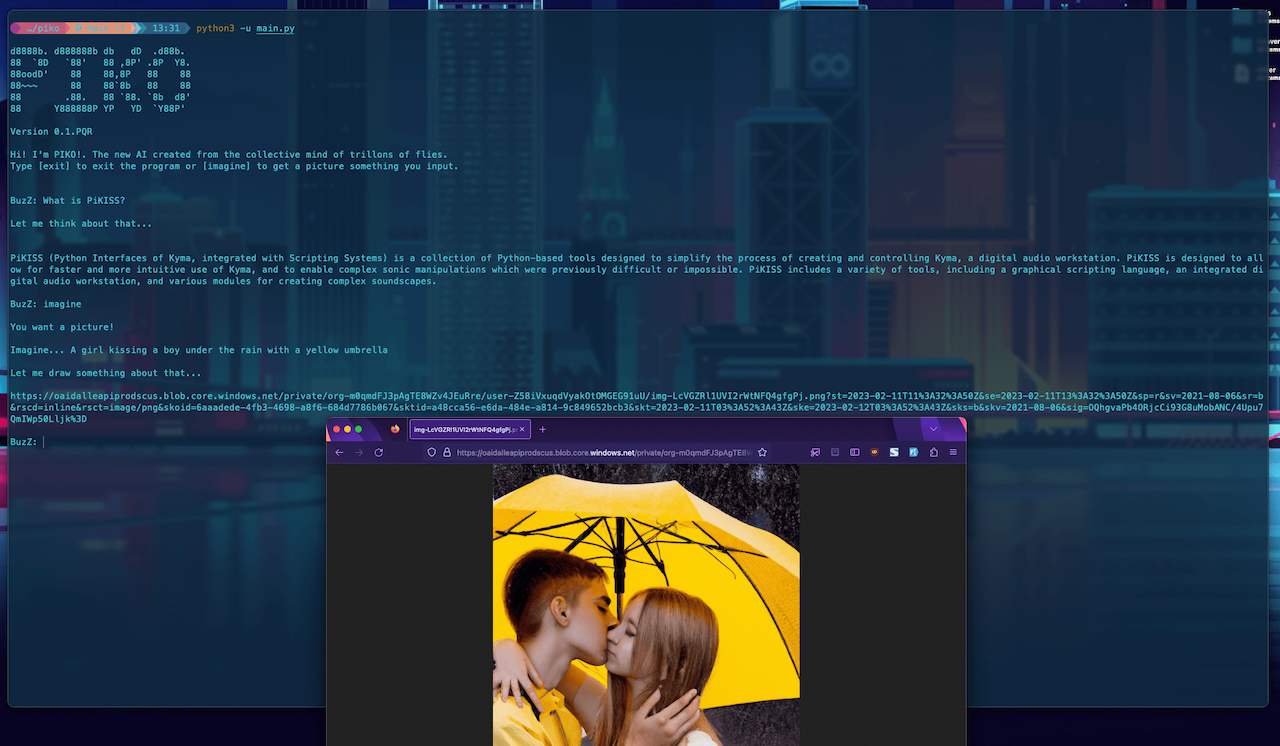 …/piko 13:31 python3 -u main.py
d8888b. d888888b db   dD  .d88b.
88  `8D   `88'   88 ,8P' .8P  Y8.
88oodD'    88    88,8P   88    88
88~~~      88    88`8b   88    88
88        .88.   88 `88. `8b  d8'
88      Y888888P YP   YD  `Y88P'
Version 0.1.PQR
Hi! I'm PIKO!. The new AI created from the collective mind of trillons of flies.
Type [exit] to exit the program or [imagine] to get a picture something you input.
BuzZ: What is PiKISS?
Let me think about that...
PiKISS (Python Interfaces of Kyma, integrated with Scripting Systems) is a collection of Python-based tools designed to simplify the process of creating and controlling Kyma, a digital audio workstation. PiKISS is designed to all
ow for faster and more intuitive use of Kyma, and to enable complex sonic manipulations which were previously difficult or impossible. PiKISS includes a variety of tools, including a graphical scripting language, an integrated di
gital audio workstation, and various modules for creating complex soundscapes.
BuzZ: imagine
You want a picture!
Imagine... A girl kissing a boy under the rain with a yellow umbrella
Let me draw something about that...
https://oaidalleapiprodscus.blob.core.windows.net/private/org-m0qmdFJ3pAgTE8WZv4JEuRre/user-Z5BiVxuqdVyakOtOMGEG91uU/img-LcVGZRl1UVI2rWtNFQ4gfgPj.png?st=2023-02-11T11%3A32%3A50Z&se=2023-02-11T13%3A32%3A50Z&sp=r&sv=2021-08-06&sr=b
&rscd=inline&rsct=image/png&skoid=6aaadede-4fb3-4698-a8f6-684d7786b067&sktid=a48cca56-e6da-484e-a814-9c849652bcb3&skt=2023-02-11T03%3A52%3A43Z&ske=2023-02-12T03%3A52%3A43Z&sks=b&skv=2021-08-06&sig=OQhgvaPb4ORjcCi93G8uMobANC/4Upu7
QmIWp50Lljk%3D
BuzZ:
img-LcVGZRl1UVI2rWtNFQ4gfgPj.p
https://oaidalleapiprodscus.blob.core.windows.net/private/org-m0qmdFJ3pAgTE8W